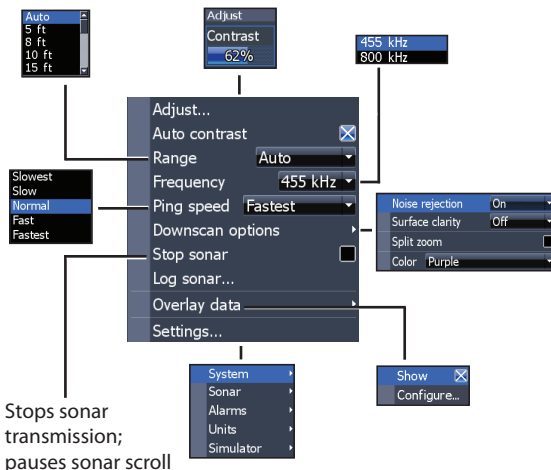 Auto
5 ft
8 ft
10 ft
15 ft
Adjust
Contrast
62%
455 kHz
800 kHz
Adjust...
Auto contrast
Range Auto
Frequency 455 kHz
Ping speed Fastest
Downscan options
Stop sonar
Log sonar...
Overlay data
Settings...
Slowest
Slow
Normal
Fast
Fastest
Noise rejection On
Surface clarity Off
Split zoom
Color Purple
System
Sonar
Alarms
Units
Simulator
Show
Configure...
Stops sonar
transmission;
pauses sonar scroll